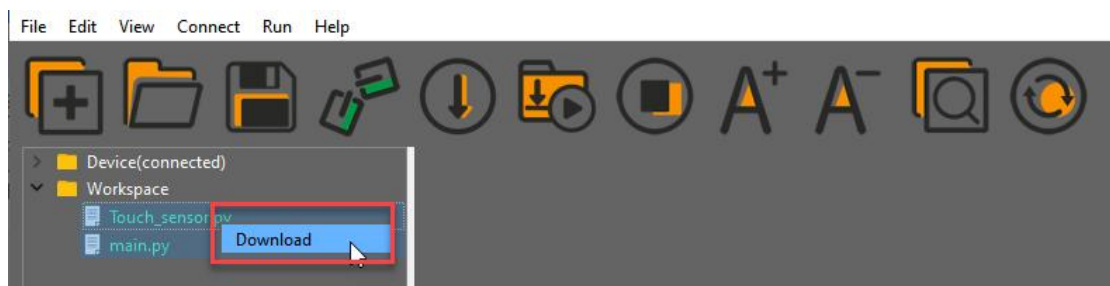 File Edit View Connect Run Help
A+ A-
Device(connected)
Workspace
Touch_sensor.py
Download
main.py